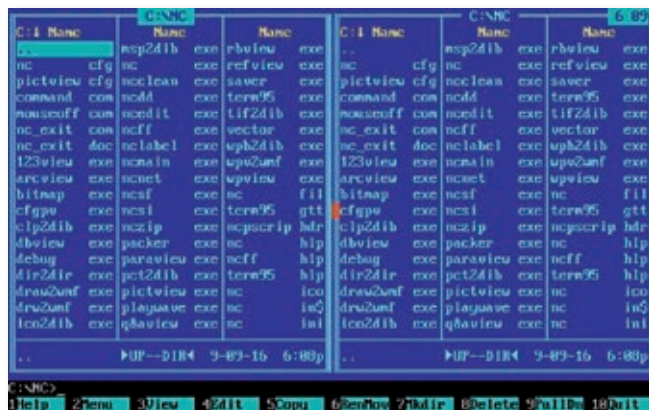 C:\NC C:\NC 6:09
C:↓ Name Name Name C:↓ Name Name Name
.. msp2dib exe rbview exe .. msp2dib exe rbview exe
nc cfg nc exe refview exe nc cfg nc exe refview exe
pictview cfg ncclean exe saver exe pictview cfg ncclean exe saver exe
command com ncdd exe term95 exe command com ncdd exe term95 exe
mouseoff com ncedit exe tif2dib exe mouseoff com ncedit exe tif2dib exe
nc_exit com ncff exe vector exe nc_exit com ncff exe vector exe
nc_exit doc nclabel exe wpb2dib exe nc_exit doc nclabel exe wpb2dib exe
123view exe ncmain exe wpu2wmf exe 123view exe ncmain exe wpu2wmf exe
arcview exe ncnet exe wpview exe arcview exe ncnet exe wpview exe
bitmap exe ncsf exe nc fil bitmap exe ncsf exe nc fil
cfgpv exe ncsi exe term95 gtt cfgpv exe ncsi exe term95 gtt
clp2dib exe nczip exe ncpscrip hdr clp2dib exe nczip exe ncpscrip hdr
dbview exe packer exe nc hlp dbview exe packer exe nc hlp
debug exe paraview exe ncff hlp debug exe paraview exe ncff hlp
dir2dir exe pct2dib exe term95 hlp dir2dir exe pct2dib exe term95 hlp
draw2wmf exe pictview exe nc ico draw2wmf exe pictview exe nc ico
drw2wmf exe playwave exe nc in$ drw2wmf exe playwave exe nc in$
ico2dib exe q&aview exe nc ini ico2dib exe q&aview exe nc ini
.. ►UP--DIR◄ 9-09-16 6:08p .. ►UP--DIR◄ 9-09-16 6:08p
C:\NC>_
1Help 2Menu 3View 4Edit 5Copy 6RenMov 7Mkdir 8Delete 9PullDn 10Quit